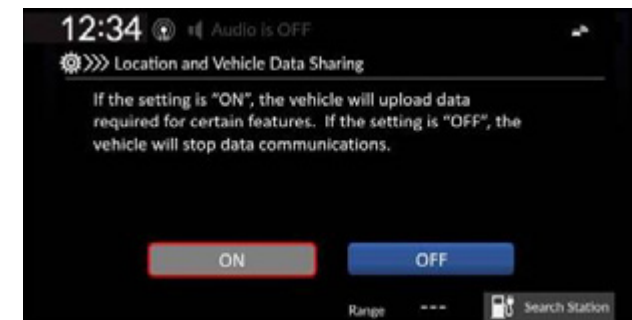 12:34 Audio is OFF
Location and Vehicle Data Sharing
If the setting is "ON", the vehicle will upload data
required for certain features. If the setting is "OFF", the
vehicle will stop data communications.
ON OFF
Range --- Search Station